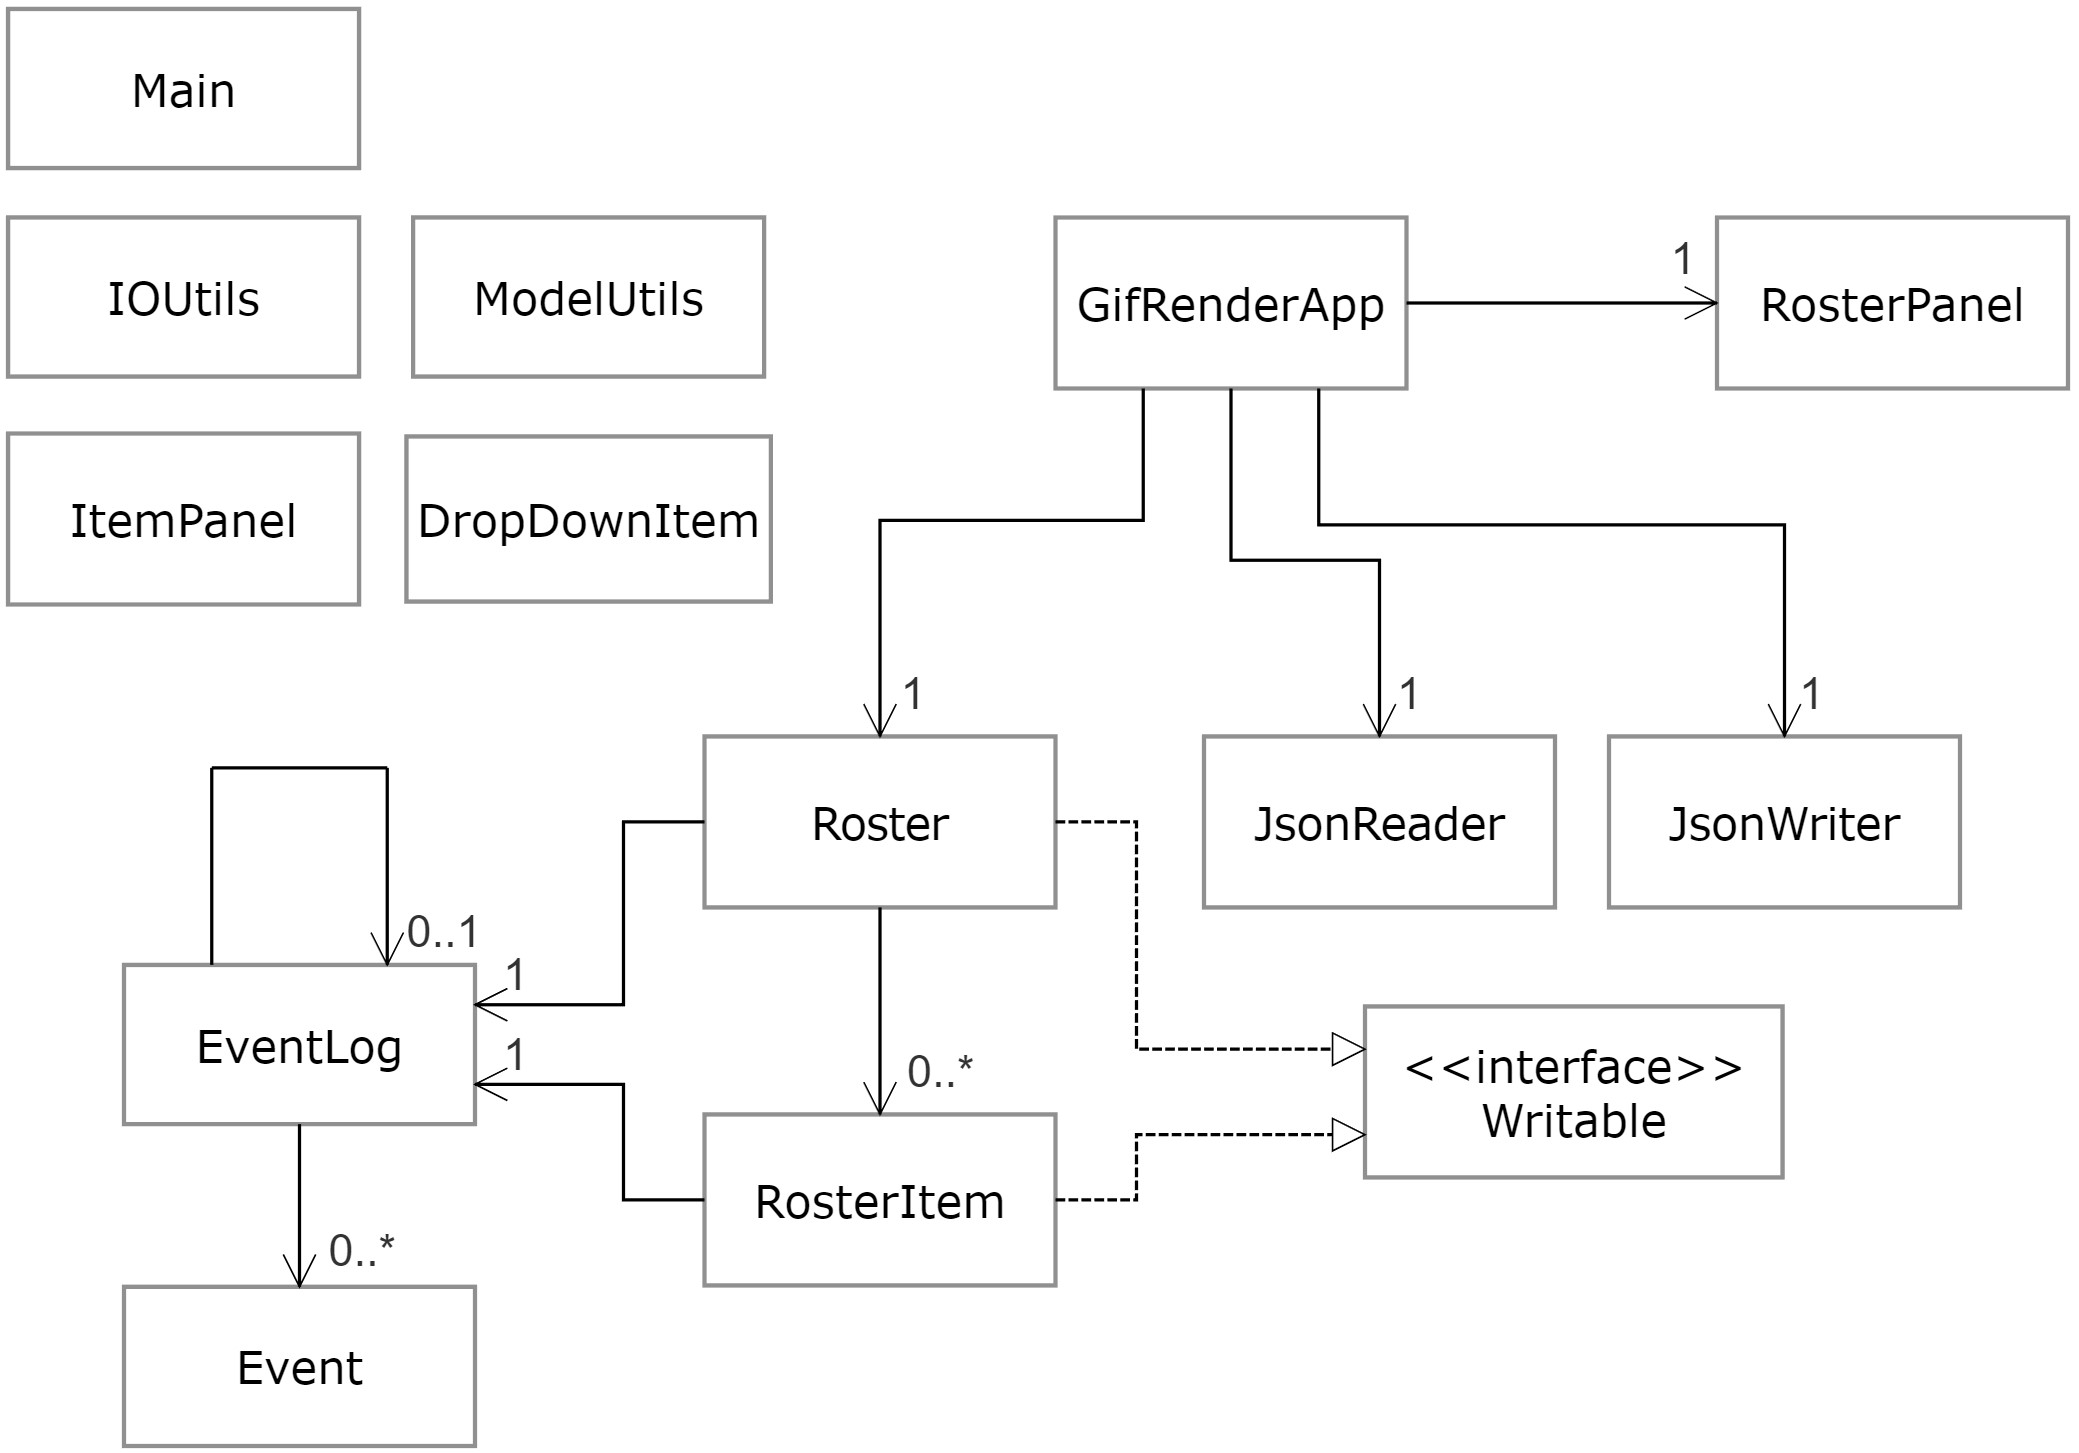 Main
IOUtils
ModelUtils
GifRenderApp
1
RosterPanel
ItemPanel
DropDownItem
1
1
1
Roster
JsonReader
JsonWriter
0..1
1
EventLog
1
0..*
<<interface>>
Writable
RosterItem
0..*
Event